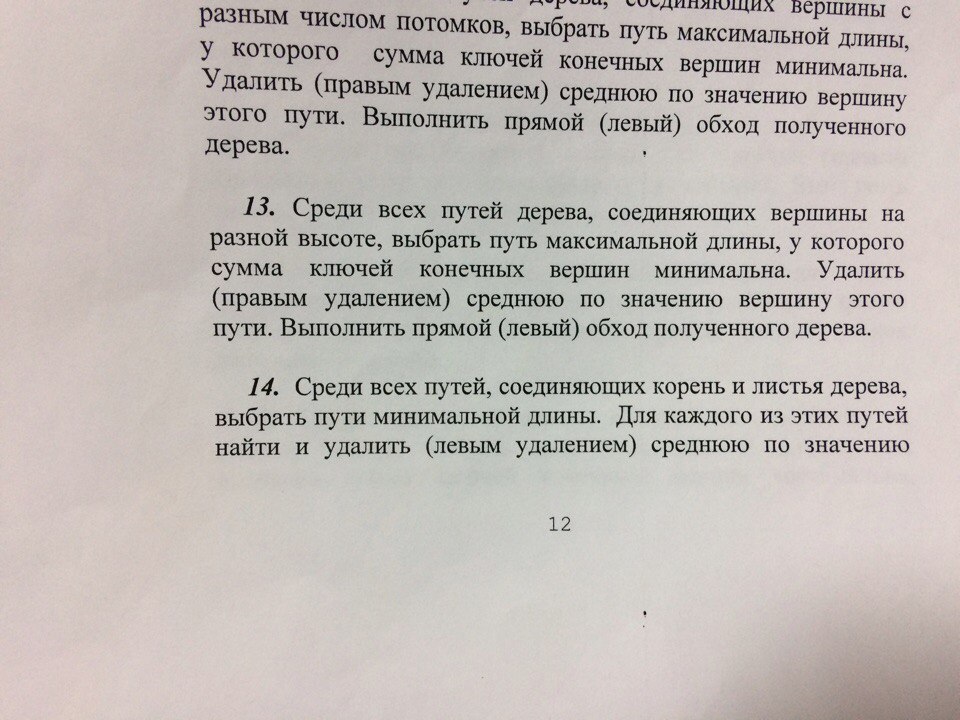 дерева, соединяющих вершины с
разным числом потомков, выбрать путь максимальной длины,
у которого сумма ключей конечных вершин минимальна.
Удалить (правым удалением) среднюю по значению вершину
этого пути. Выполнить прямой (левый) обход полученного
дерева.
13. Среди всех путей дерева, соединяющих вершины на
разной высоте, выбрать путь максимальной длины, у которого
сумма ключей конечных вершин минимальна. Удалить
(правым удалением) среднюю по значению вершину этого
пути. Выполнить прямой (левый) обход полученного дерева.
14. Среди всех путей, соединяющих корень и листья дерева,
выбрать пути минимальной длины. Для каждого из этих путей
найти и удалить (левым удалением) среднюю по значению
12